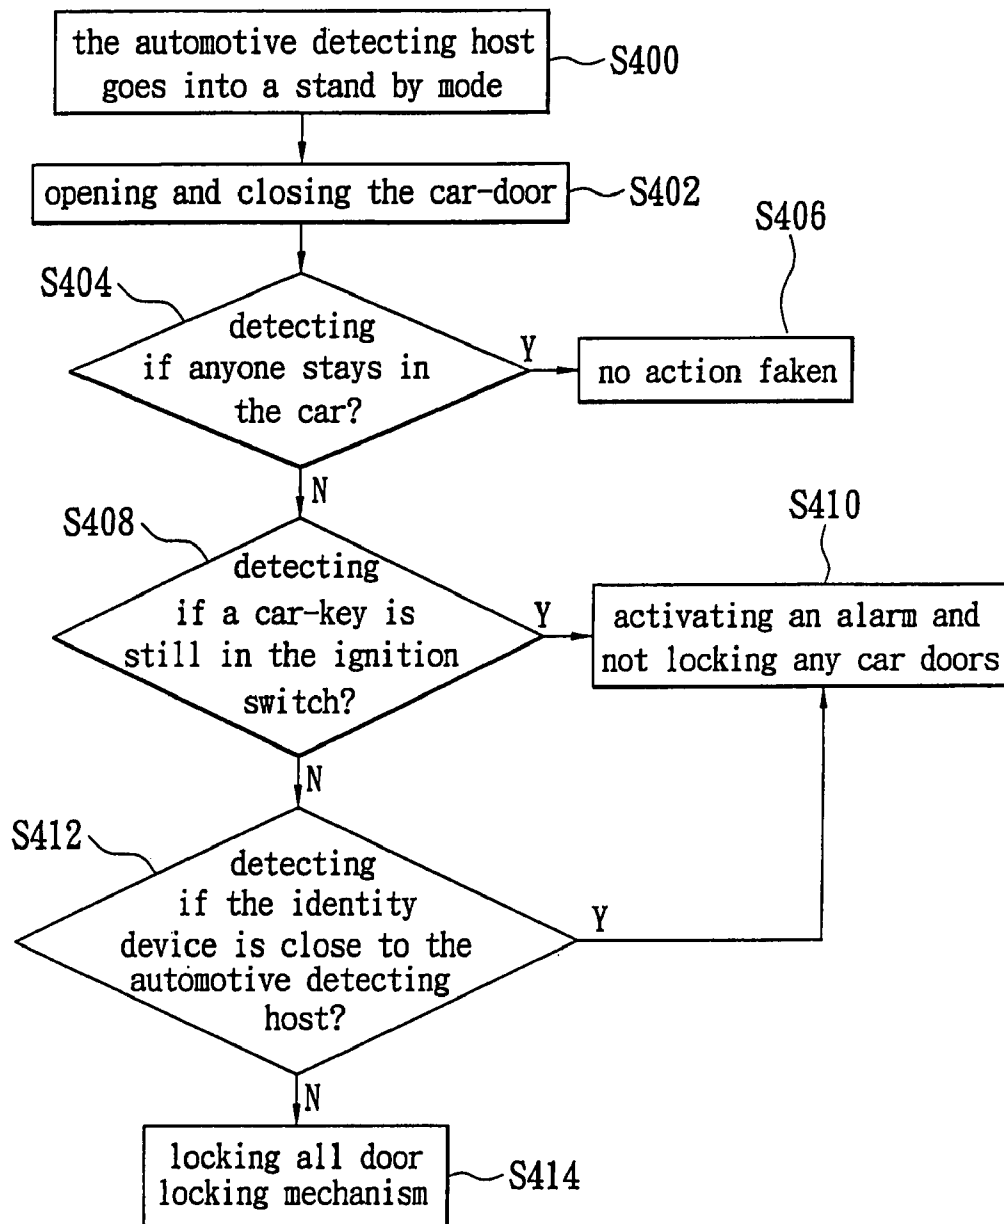 the automotive detecting host
goes into a stand by mode
S400
opening and closing the car-door
S402
S404
detecting
if anyone stays in
the car?
Y
S406
no action faken
N
S408
detecting
if a car-key is
still in the ignition
switch?
Y
S410
activating an alarm and
not locking any car doors
N
S412
detecting
if the identity
device is close to the
automotive detecting
host?
Y
N
locking all door
locking mechanism
S414